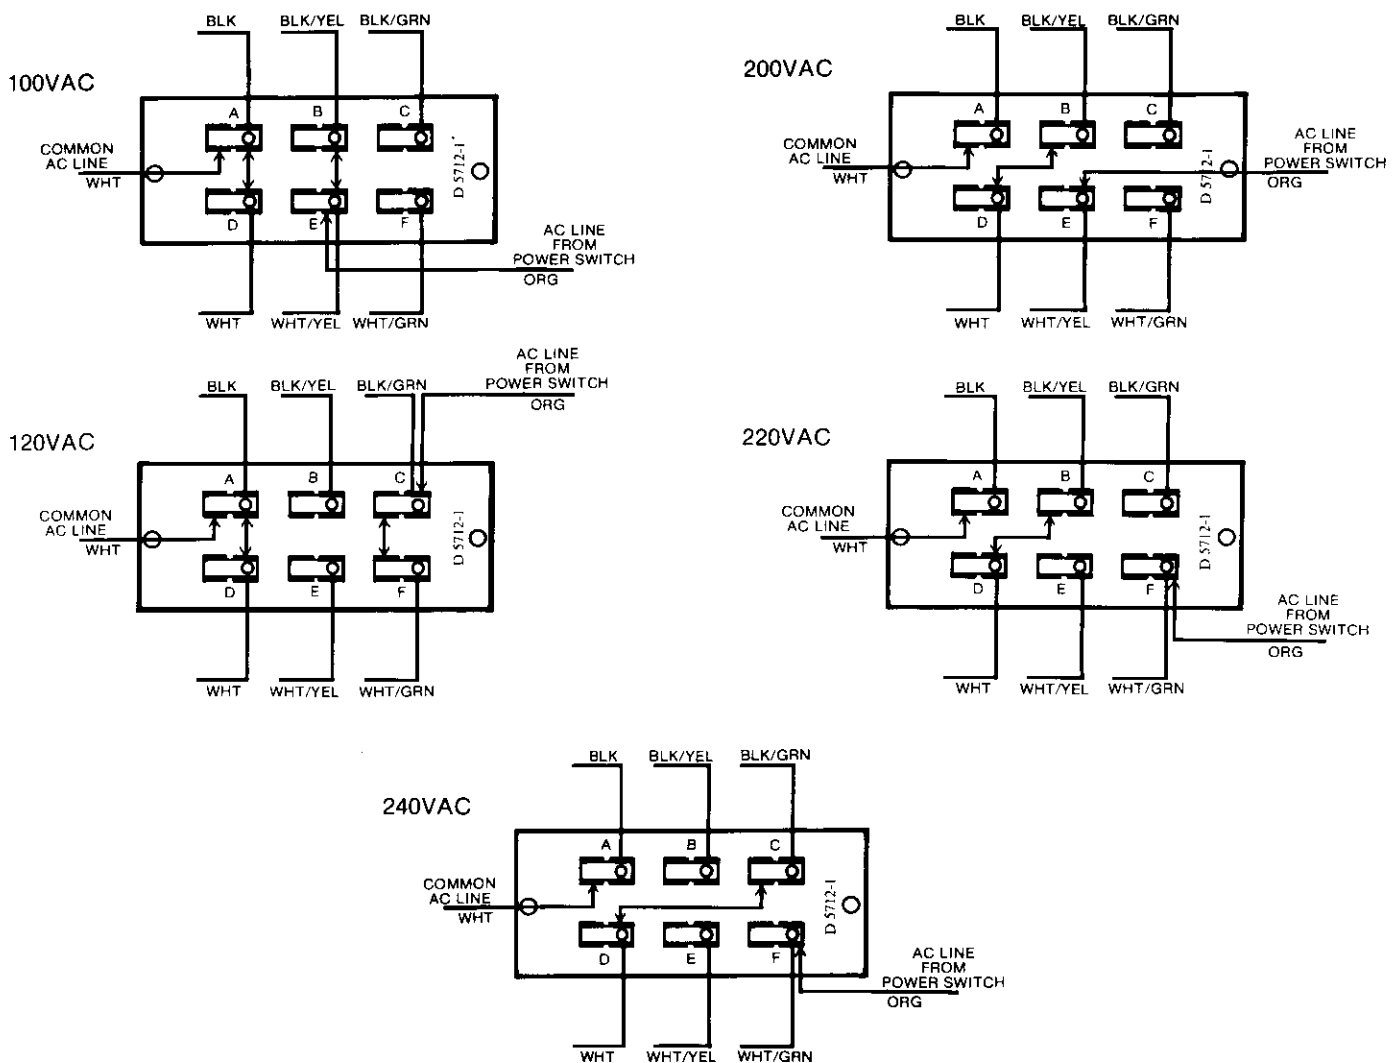 100VAC
BLK
BLK/YEL
BLK/GRN
A
B
C
COMMON
AC LINE
WHT
D
E
F
D 5712-1
AC LINE
FROM
POWER SWITCH
ORG
WHT
WHT/YEL
WHT/GRN
200VAC
BLK
BLK/YEL
BLK/GRN
A
B
C
COMMON
AC LINE
WHT
D
E
F
D 5712-1
AC LINE
FROM
POWER SWITCH
ORG
WHT
WHT/YEL
WHT/GRN
120VAC
BLK
BLK/YEL
BLK/GRN
AC LINE
FROM
POWER SWITCH
ORG
A
B
C
COMMON
AC LINE
WHT
D
E
F
D 5712-1
WHT
WHT/YEL
WHT/GRN
220VAC
BLK
BLK/YEL
BLK/GRN
A
B
C
COMMON
AC LINE
WHT
D
E
F
D 5712-1
AC LINE
FROM
POWER SWITCH
ORG
WHT
WHT/YEL
WHT/GRN
240VAC
BLK
BLK/YEL
BLK/GRN
A
B
C
COMMON
AC LINE
WHT
D
E
F
D 5712-1
AC LINE
FROM
POWER SWITCH
ORG
WHT
WHT/YEL
WHT/GRN